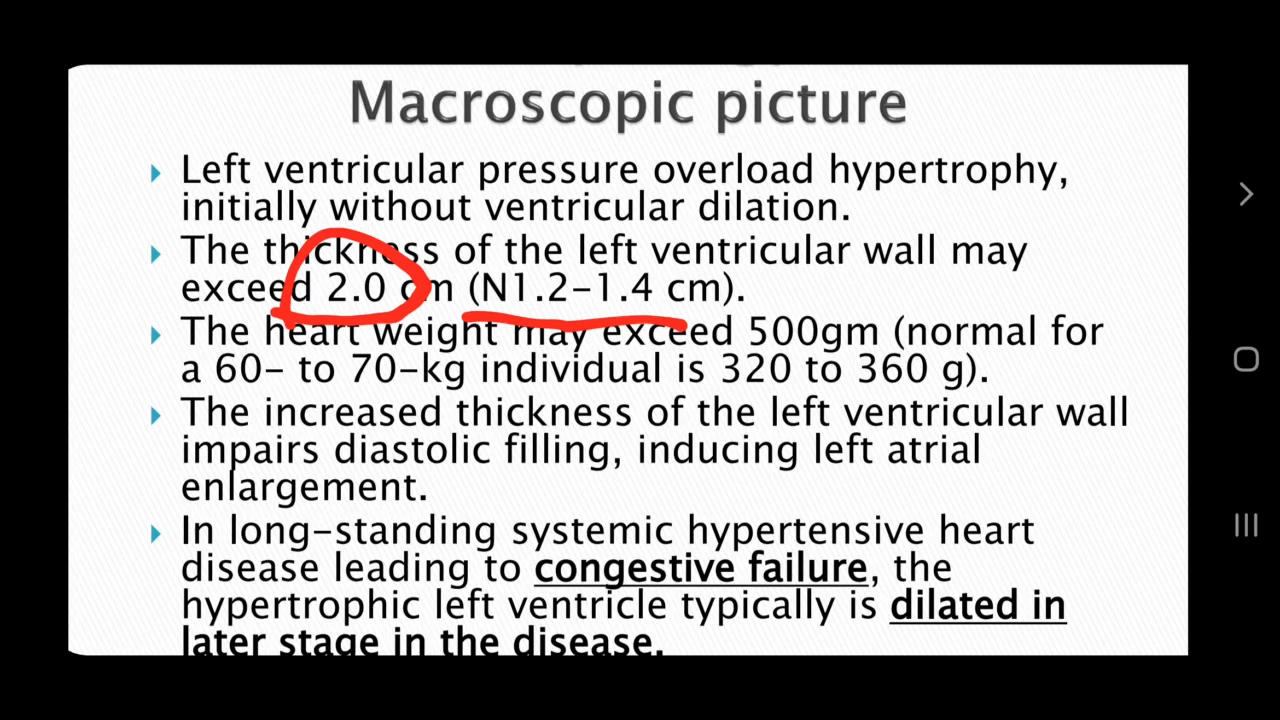 Macroscopic picture
Left ventricular pressure overload hypertrophy,
initially without ventricular dilation.
The thickness of the left ventricular wall may
exceed 2.0 cm (N1.2-1.4 cm).
The heart weight may exceed 500gm (normal for
a 60- to 70-kg individual is 320 to 360 g).
The increased thickness of the left ventricular wall
impairs diastolic filling, inducing left atrial
enlargement.
In long-standing systemic hypertensive heart
disease leading to congestive failure, the
hypertrophic left ventricle typically is dilated in
later stage in the disease.